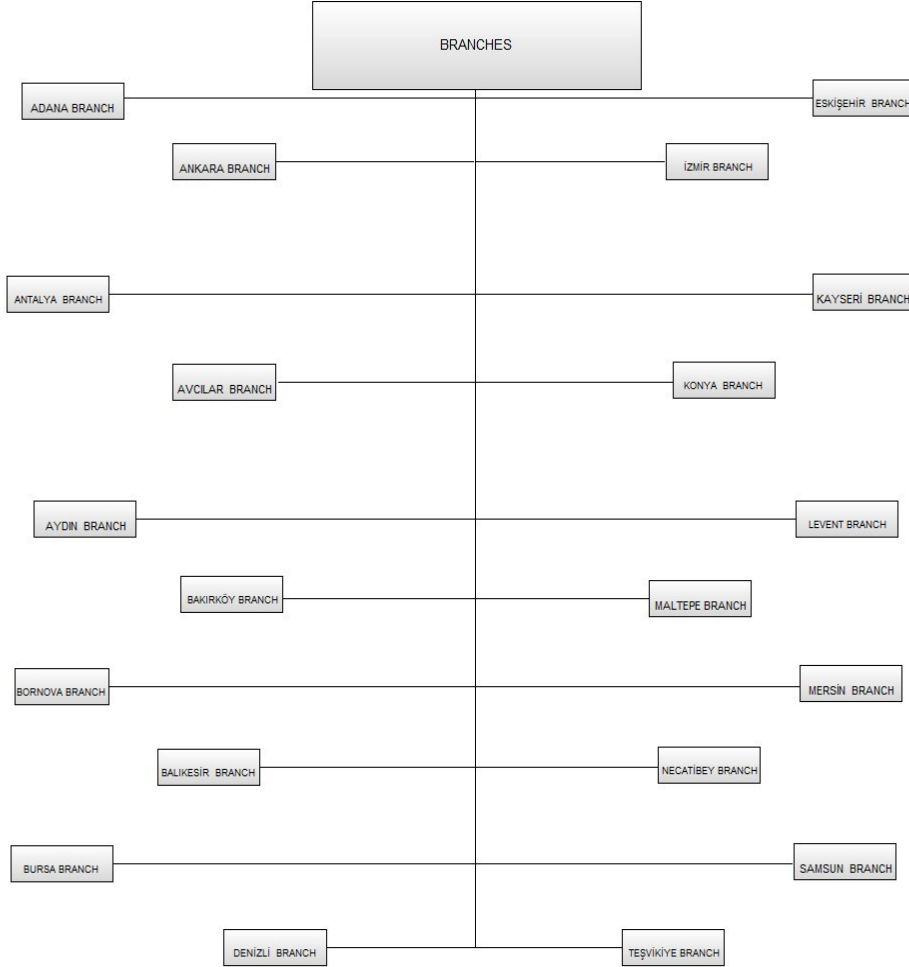 BRANCHES
ADANA BRANCH
ESKİŞEHİR BRANCH
ANKARA BRANCH
İZMİR BRANCH
ANTALYA BRANCH
KAYSERİ BRANCH
AVCILAR BRANCH
KONYA BRANCH
AYDIN BRANCH
LEVENT BRANCH
BAKIRKÖY BRANCH
MALTEPE BRANCH
BORNOVA BRANCH
MERSİN BRANCH
BALIKESİR BRANCH
NECATİBEY BRANCH
BURSA BRANCH
SAMSUN BRANCH
DENİZLİ BRANCH
TEŞVİKİYE BRANCH